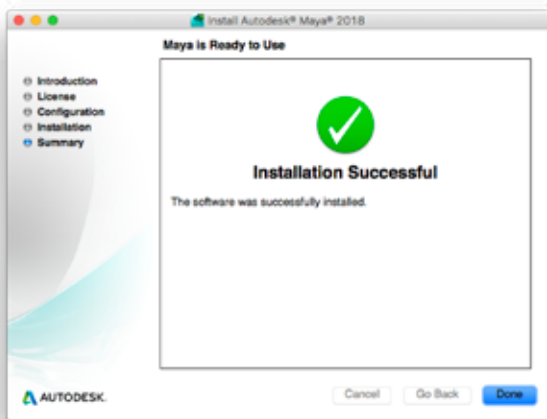 Install Autodesk® Maya® 2018
Maya is Ready to Use
Introduction
License
Configuration
Installation
Summary
Installation Successful
The software was successfully installed.
AUTODESK.
Cancel
Go Back
Done